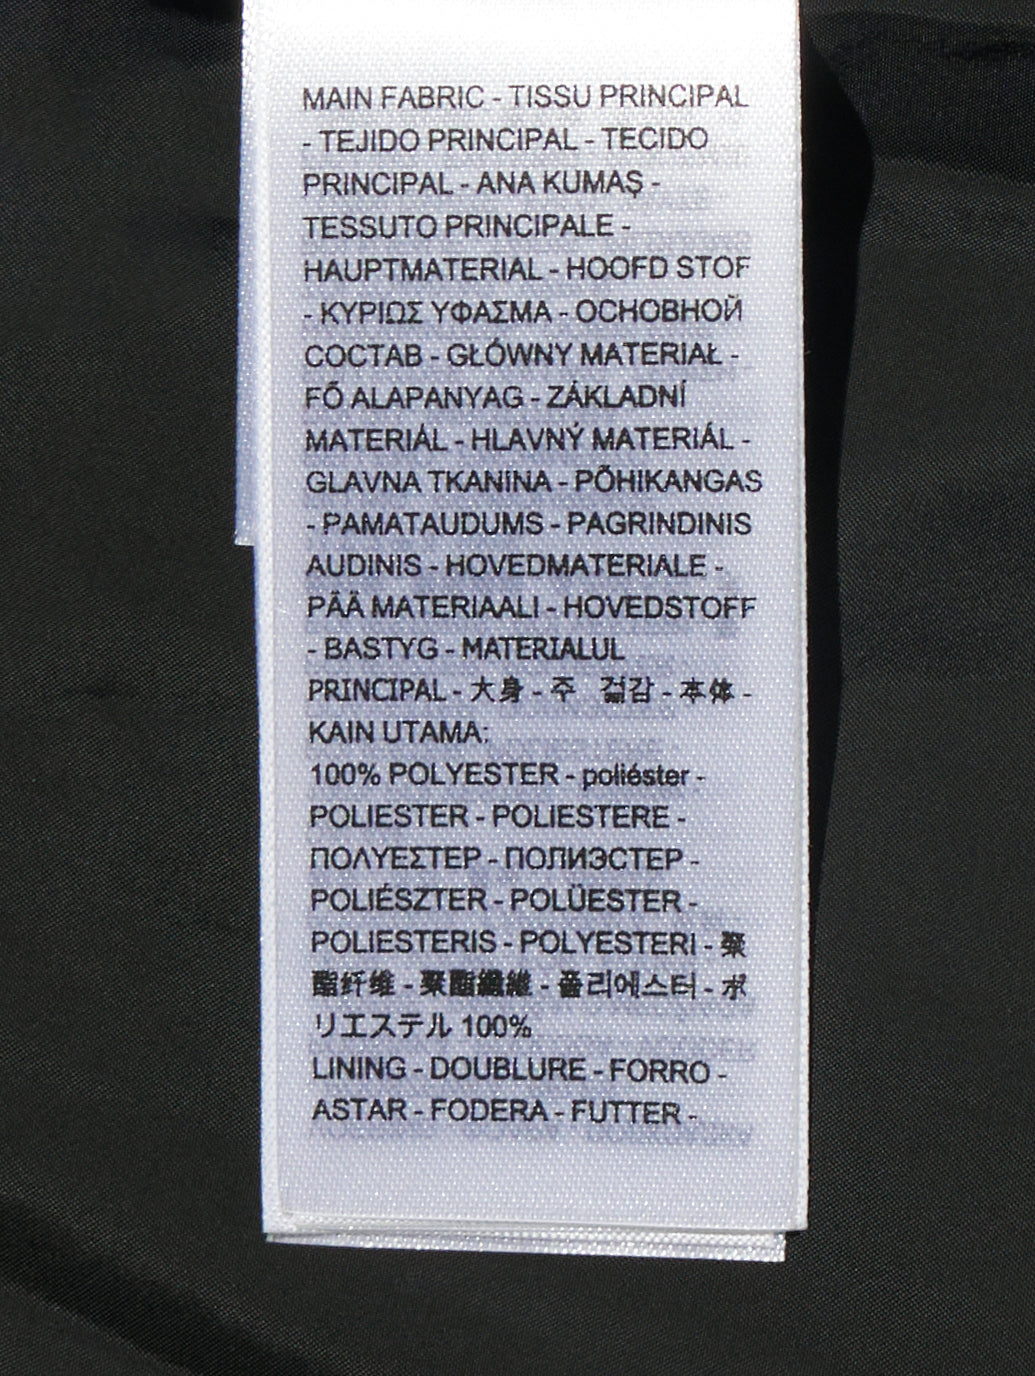 MAIN FABRIC - TISSU PRINCIPAL
- TEJIDO PRINCIPAL - TECIDO
PRINCIPAL - ANA KUMAŞ -
TESSUTO PRINCIPALE -
HAUPTMATERIAL - HOOFD STOF
- ΚΥΡΙΩΣ ΥΦΑΣΜΑ - ОСНОВНОЙ
СОСТАВ - GŁÓWNY MATERIAŁ -
FŐ ALAPANYAG - ZÁKLADNÍ
MATERIÁL - HLAVNÝ MATERIÁL -
GLAVNA TKANINA - PÕHIKANGAS
- PAMATAUDUMS - PAGRINDINIS
AUDINIS - HOVEDMATERIALE -
PÄÄ MATERIAALI - HOVEDSTOFF
- BASTYG - MATERIALUL
PRINCIPAL - 大身 - 주 겉감 - 本体 -
KAIN UTAMA:
100% POLYESTER - poliéster -
POLIESTER - POLIESTERE -
ΠΟΛΥΕΣΤΕΡ - ПОЛИЭСТЕР -
POLIÉSZTER - POLÜESTER -
POLIESTERIS - POLYESTERI - 聚
酯纤维 - 聚酯纖維 - 폴리에스터 - ポ
リエステル 100%
LINING - DOUBLURE - FORRO -
ASTAR - FODERA - FUTTER -